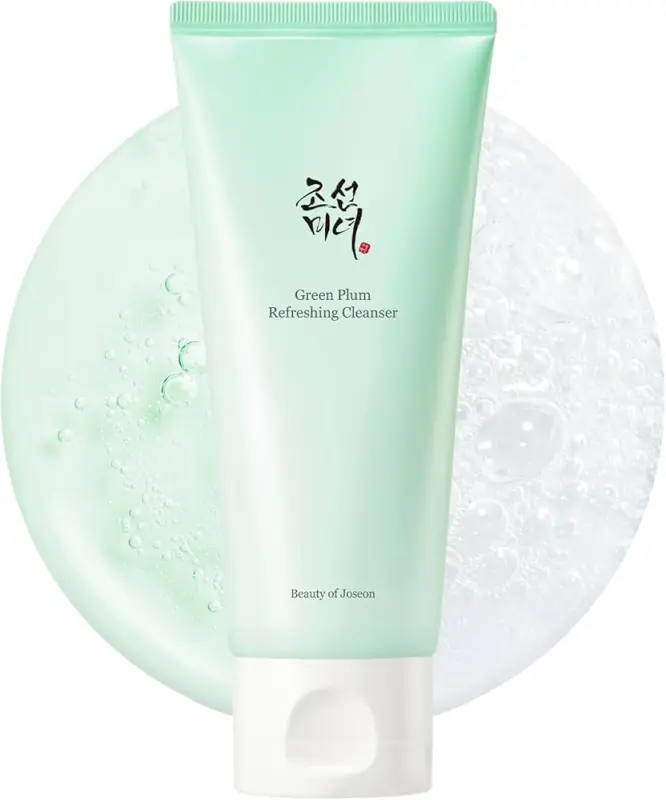 조선
미녀
Green Plum
Refreshing Cleanser
Beauty of Joseon